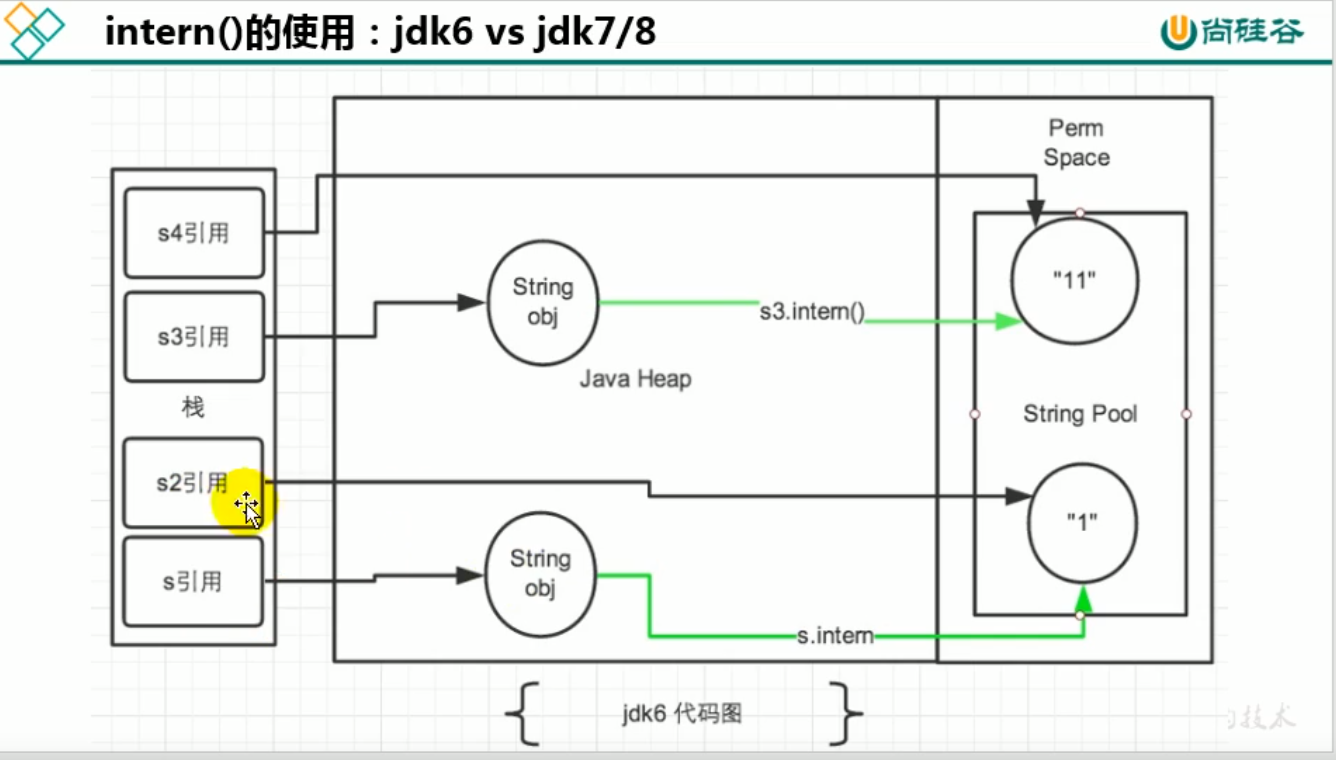 intern()的使用：jdk6 vs jdk7/8
尚硅谷
Perm
Space
s4引用
"11"
String
obj
s3.intern()
s3引用
Java Heap
栈
String Pool
s2引用
"1"
String
obj
s引用
s.intern
jdk6 代码图
的技术